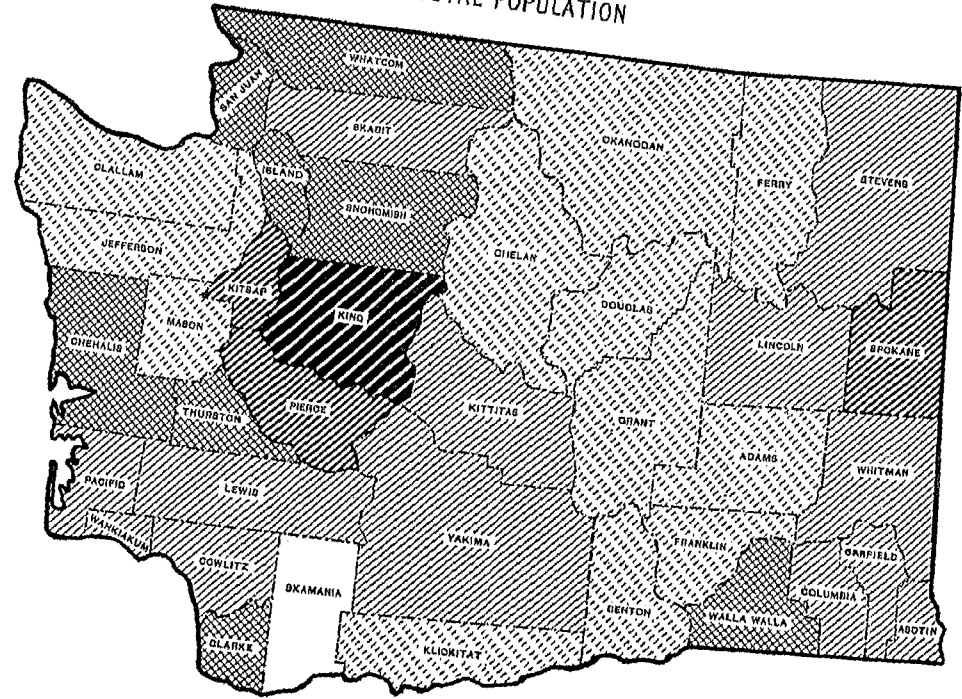 POPULATION
WHATCOM
SAN JUAN
SKAGIT
OKANOGAN
CLALLAM
ISLAND
FERRY
STEVENS
SNOHOMISH
JEFFERSON
CHELAN
KITSAP
DOUGLAS
KING
MASON
CHEHALIS
LINCOLN
SPOKANE
PIERCE
KITTITAS
THURSTON
GRANT
ADAMS
WHITMAN
PACIFIC
LEWIS
WAHKIAKUM
YAKIMA
FRANKLIN
GARFIELD
COWLITZ
SKAMANIA
COLUMBIA
BENTON
WALLA WALLA
ASOTIN
CLARKE
KLICKITAT